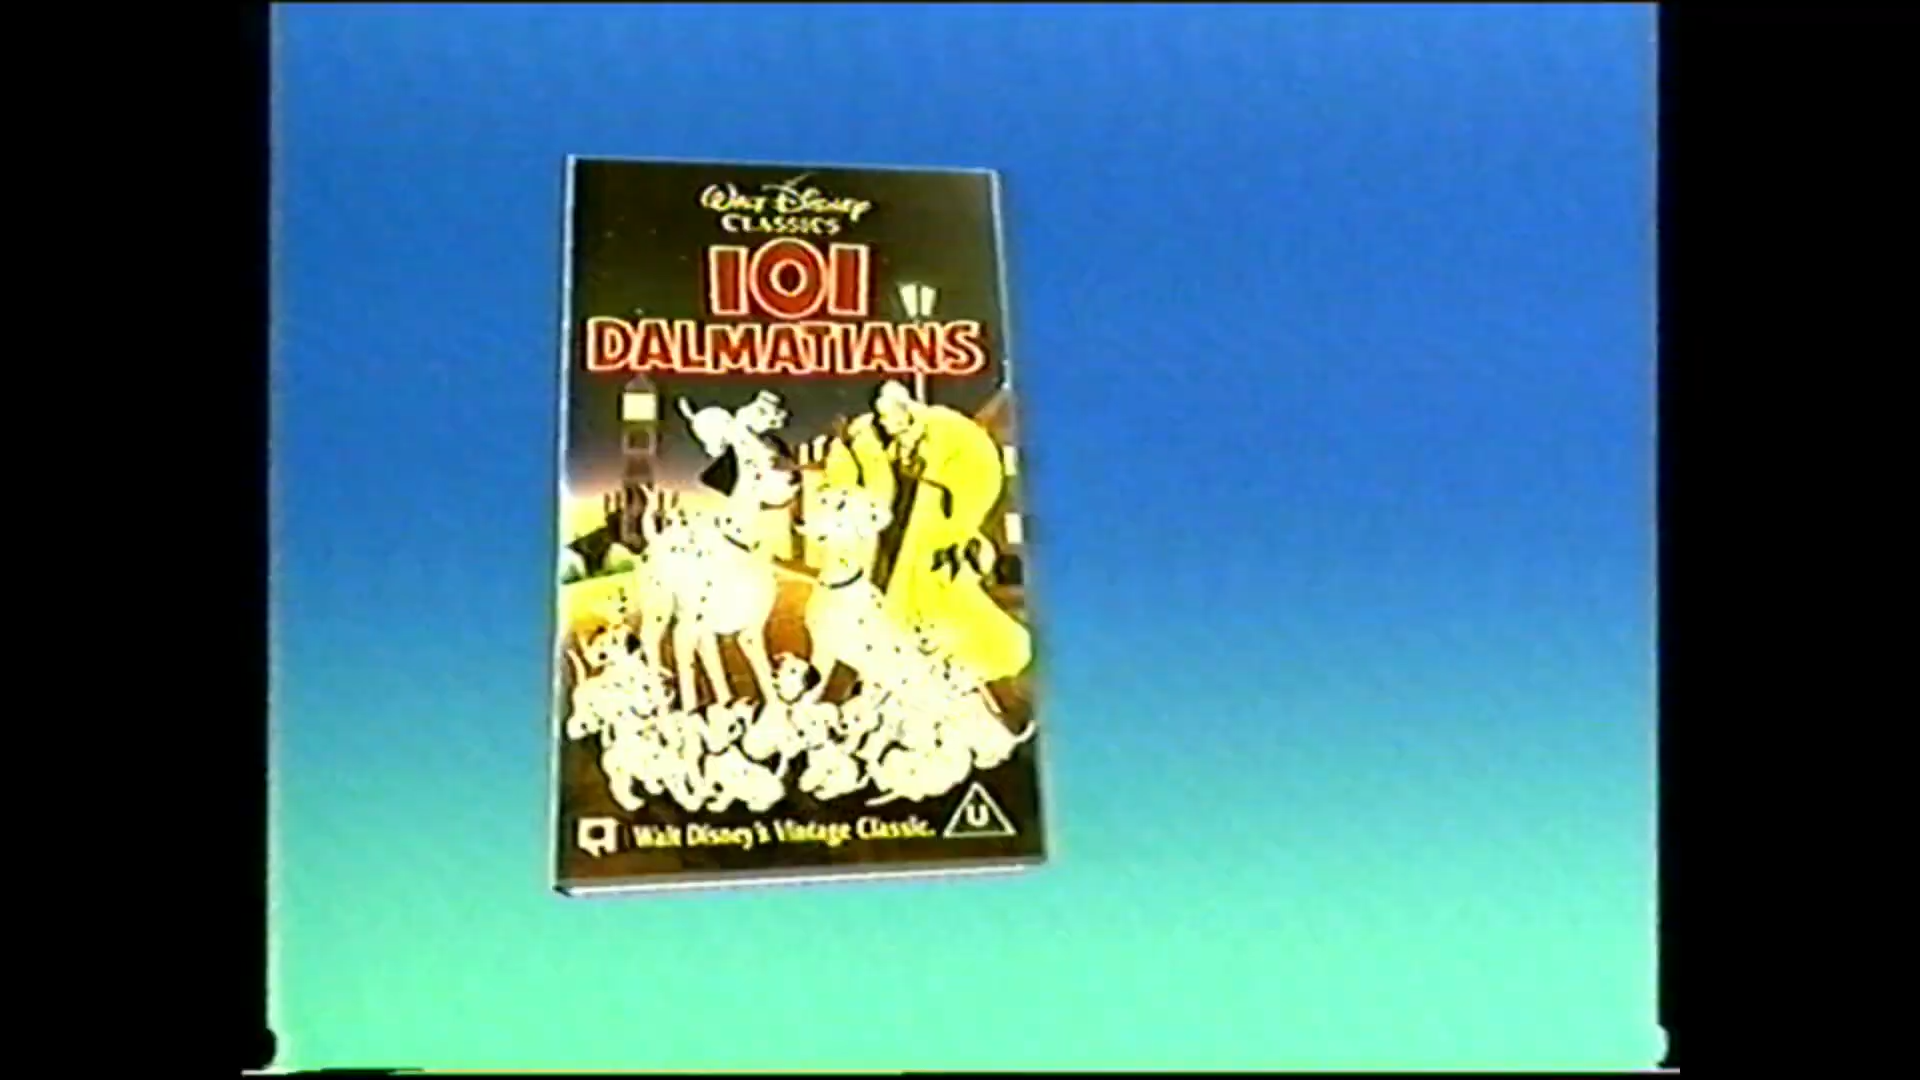 WALT DISNEY
CLASSICS
101
DALMATIANS
Walt Disney's Vintage Classic.
U